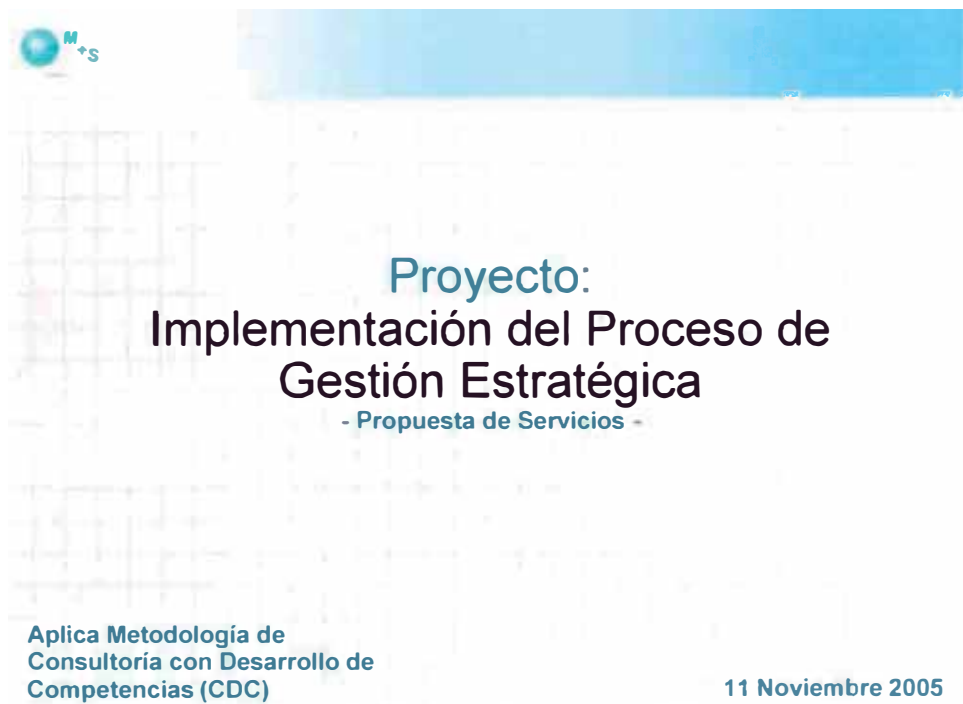 M+S
Proyecto:
Implementación del Proceso de
Gestión Estratégica
- Propuesta de Servicios -
Aplica Metodología de
Consultoría con Desarrollo de
Competencias (CDC)
11 Noviembre 2005